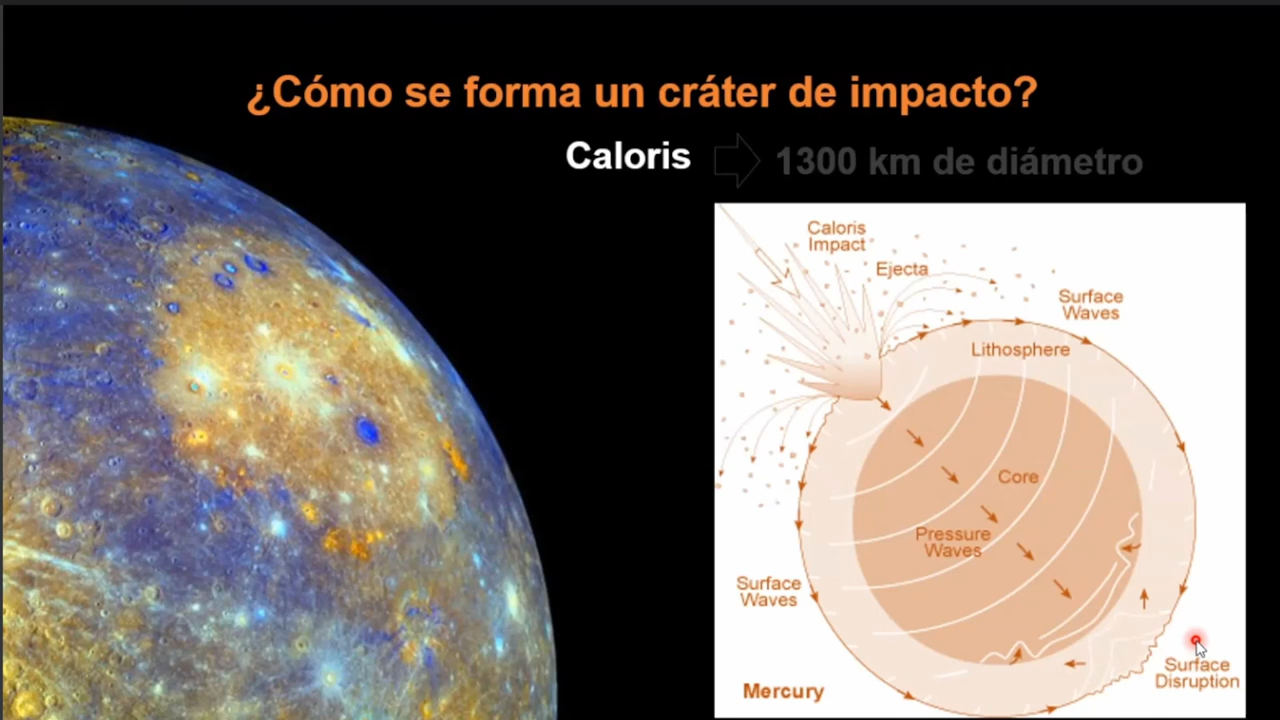 ¿Cómo se forma un cráter de impacto?
Caloris 1300 km de diámetro
Caloris
Impact
Ejecta
Surface
Waves
Lithosphere
Core
Pressure
Waves
Surface
Waves
Surface
Disruption
Mercury